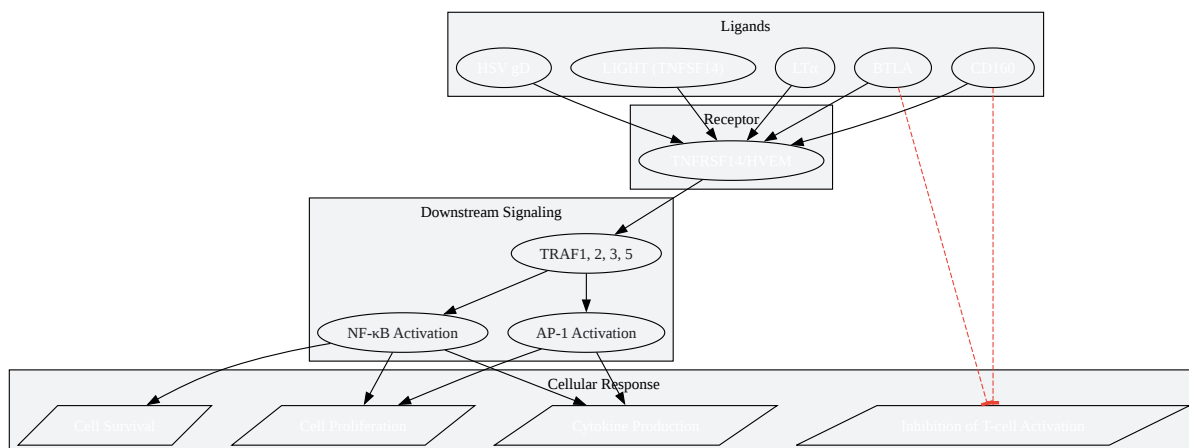 Ligands
HSV gD
LIGHT (TNFSF14)
LTα
BTLA
CD160
Receptor
TNFRSF14/HVEM
Downstream Signaling
TRAF1, 2, 3, 5
NF-κB Activation
AP-1 Activation
Cellular Response
Cell Survival
Cell Proliferation
Cytokine Production
Inhibition of T-cell Activation